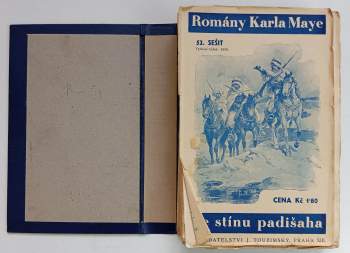 Romány Karla Maye
53. SEŠIT
CENA Kč 1·80
stínu padišaha
J. TOUŽIMSKÝ, PRAHA XII.